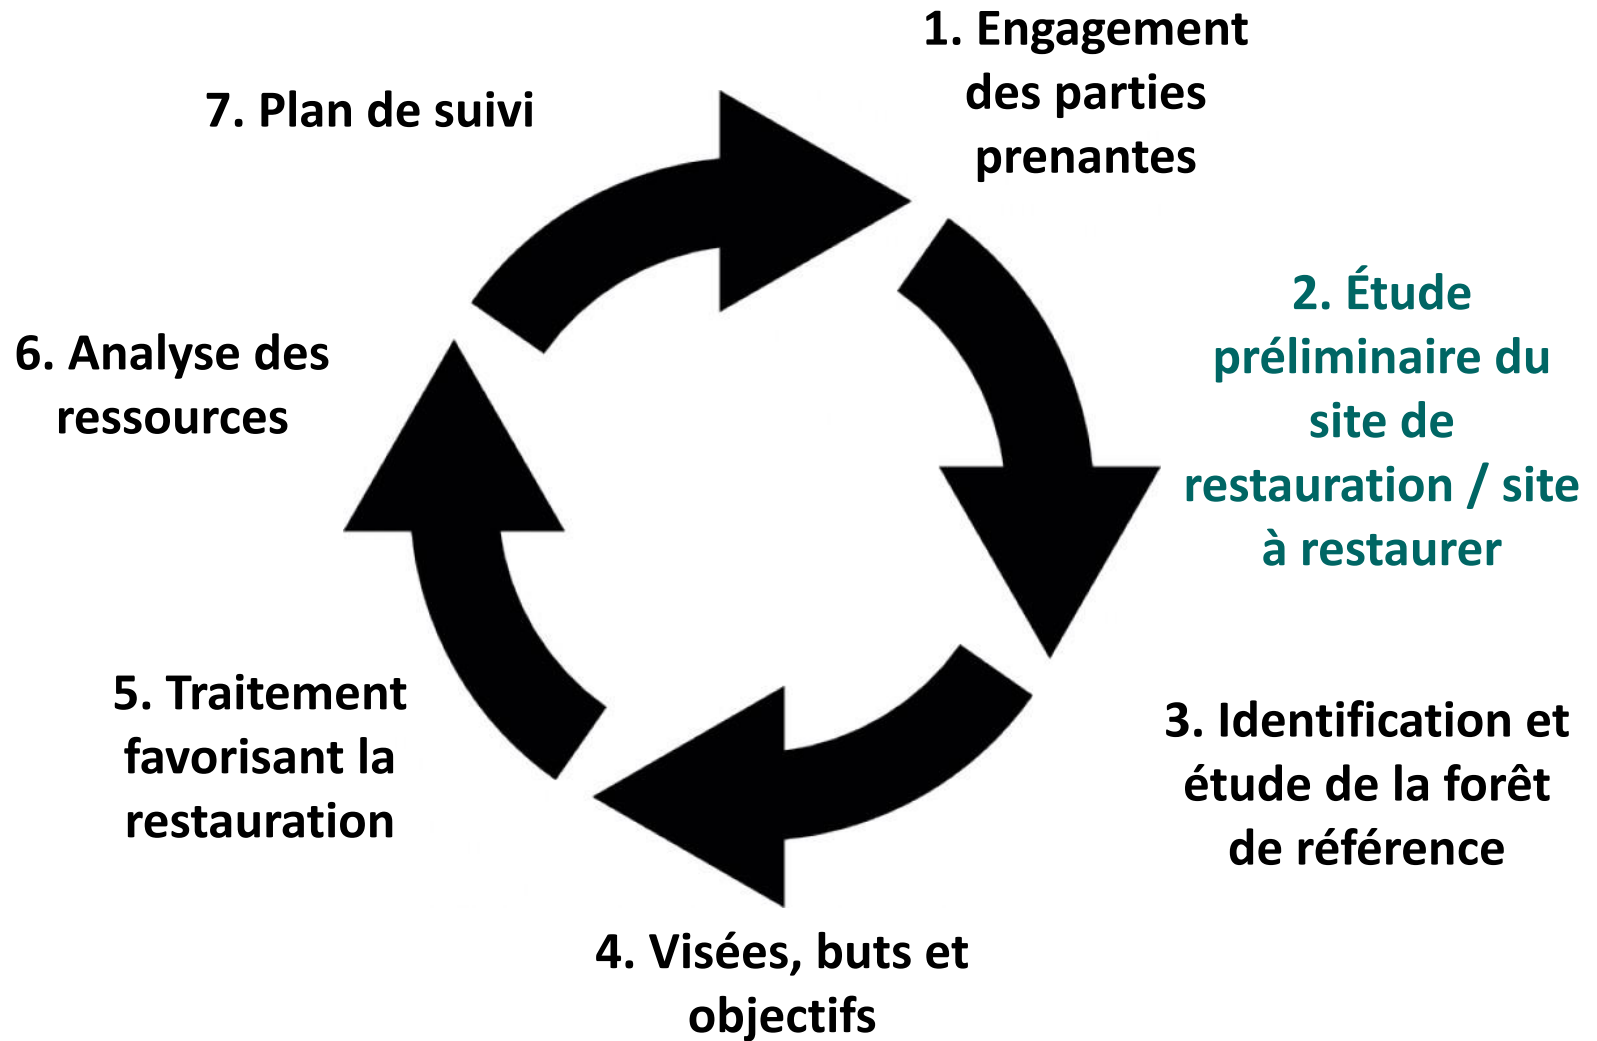 1. Engagement
des parties
prenantes
2. Étude
préliminaire du
site de
restauration / site
à restaurer
3. Identification et
étude de la forêt
de référence
4. Visées, buts et
objectifs
5. Traitement
favorisant la
restauration
6. Analyse des
ressources
7. Plan de suivi